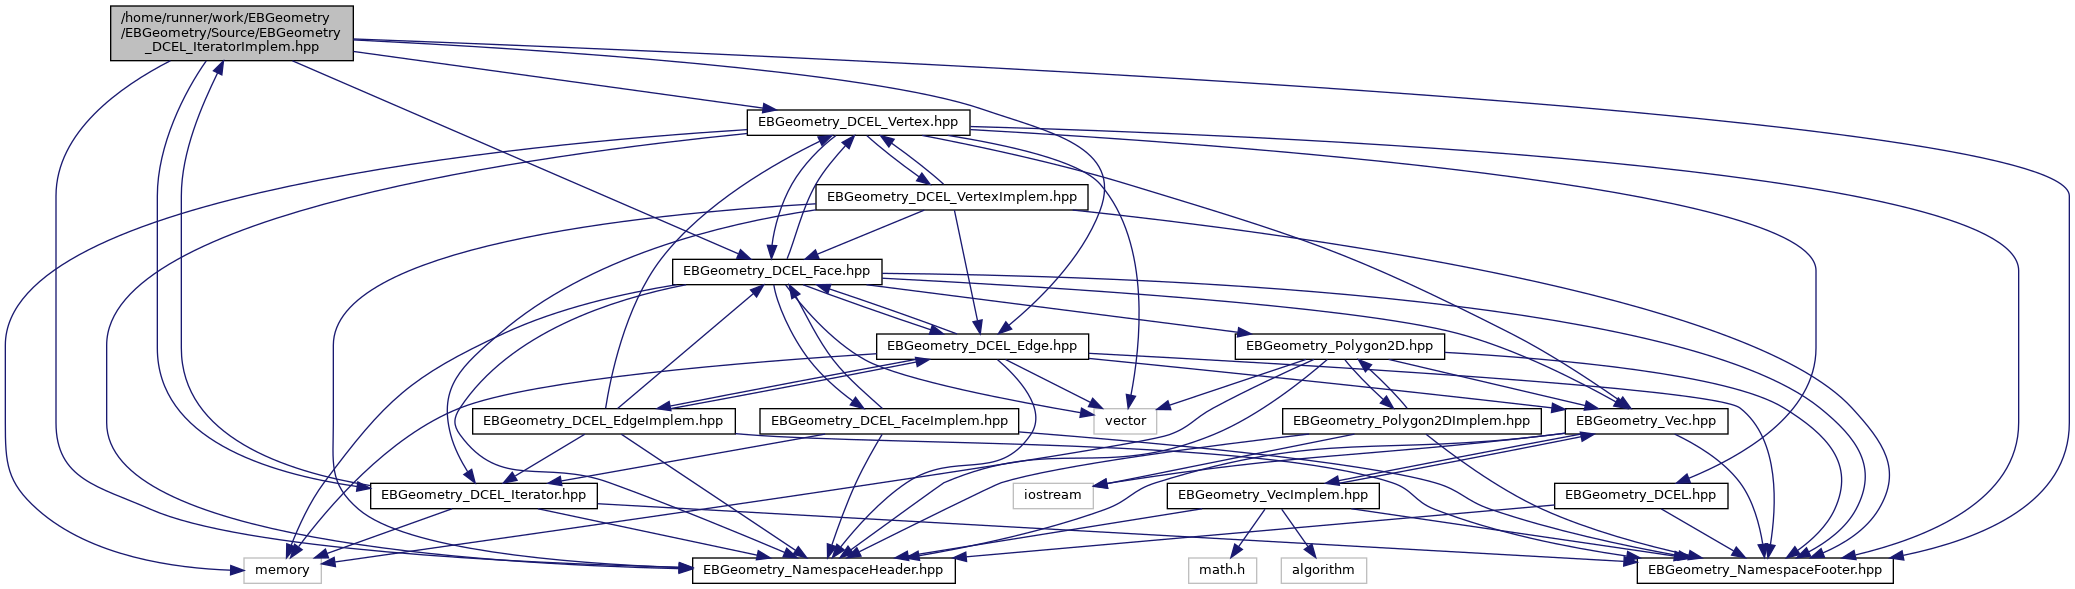 /home/runner/work/EBGeometry
/EBGeometry/Source/EBGeometry
_DCEL_IteratorImplem.hpp
EBGeometry_DCEL_Vertex.hpp
EBGeometry_DCEL_VertexImplem.hpp
EBGeometry_DCEL_Face.hpp
EBGeometry_DCEL_Edge.hpp
EBGeometry_Polygon2D.hpp
EBGeometry_DCEL_EdgeImplem.hpp
EBGeometry_DCEL_FaceImplem.hpp
vector
EBGeometry_Polygon2DImplem.hpp
EBGeometry_Vec.hpp
EBGeometry_DCEL_Iterator.hpp
iostream
EBGeometry_VecImplem.hpp
EBGeometry_DCEL.hpp
memory
EBGeometry_NamespaceHeader.hpp
math.h
algorithm
EBGeometry_NamespaceFooter.hpp